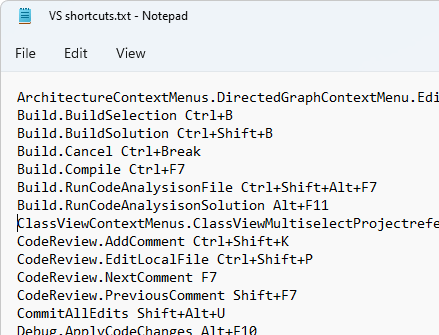 VS shortcuts.txt - Notepad
File Edit View
ArchitectureContextMenus.DirectedGraphContextMenu.Edi
Build.BuildSelection Ctrl+B
Build.BuildSolution Ctrl+Shift+B
Build.Cancel Ctrl+Break
Build.Compile Ctrl+F7
Build.RunCodeAnalysisonFile Ctrl+Shift+Alt+F7
Build.RunCodeAnalysisonSolution Alt+F11
ClassViewContextMenus.ClassViewMultiselectProjectrefe
CodeReview.AddComment Ctrl+Shift+K
CodeReview.EditLocalFile Ctrl+Shift+P
CodeReview.NextComment F7
CodeReview.PreviousComment Shift+F7
CommitAllEdits Shift+Alt+U
Debug.ApplyCodeChanges Alt+F10